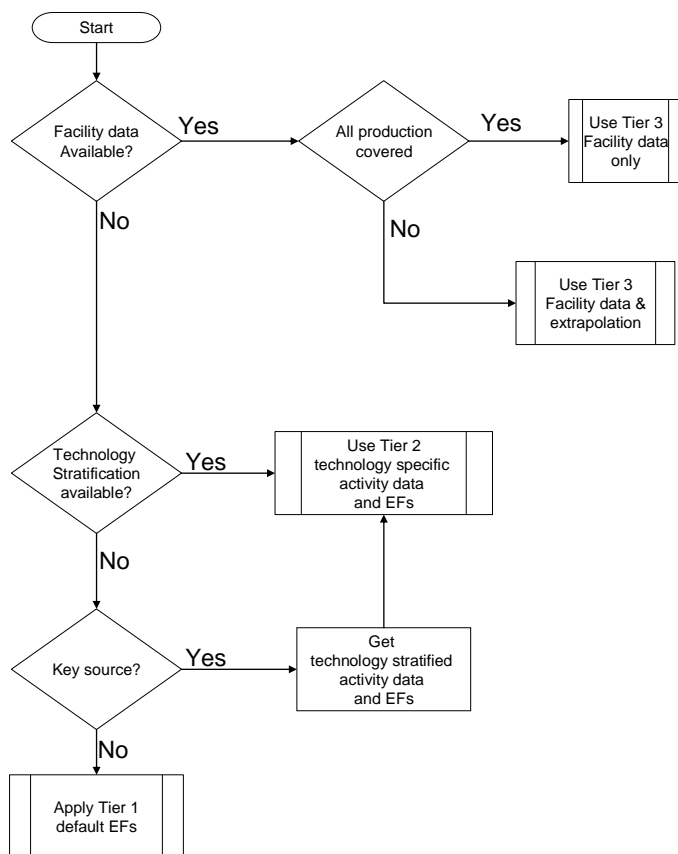 Start
Facility data
Available?
Yes
All production
covered
Yes
Use Tier 3
Facility data
only
No
No
Use Tier 3
Facility data &
extrapolation
Technology
Stratification
available?
Yes
Use Tier 2
technology specific
activity data
and EFs
No
Key source?
Yes
Get
technology stratified
activity data
and EFs
No
Apply Tier 1
default EFs